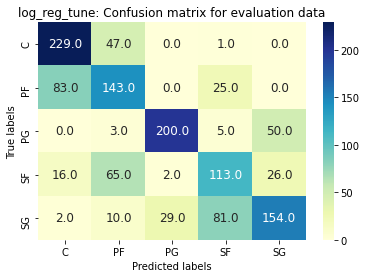 log_reg_tune: Confusion matrix for evaluation data
True labels
C 229.0 47.0 0.0 1.0 0.0
PF 83.0 143.0 0.0 25.0 0.0
PG 0.0 3.0 200.0 5.0 50.0
SF 16.0 65.0 2.0 113.0 26.0
SG 2.0 10.0 29.0 81.0 154.0
C PF PG SF SG
Predicted labels
200
150
100
50
0